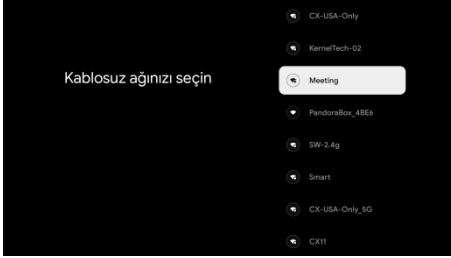 Kablosuz ağınızı seçin
CX-USA-Only
KernelTech-02
Meeting
PandoraBox_4BE6
SW-2.4g
Smart
CX-USA-Only_5G
CX11